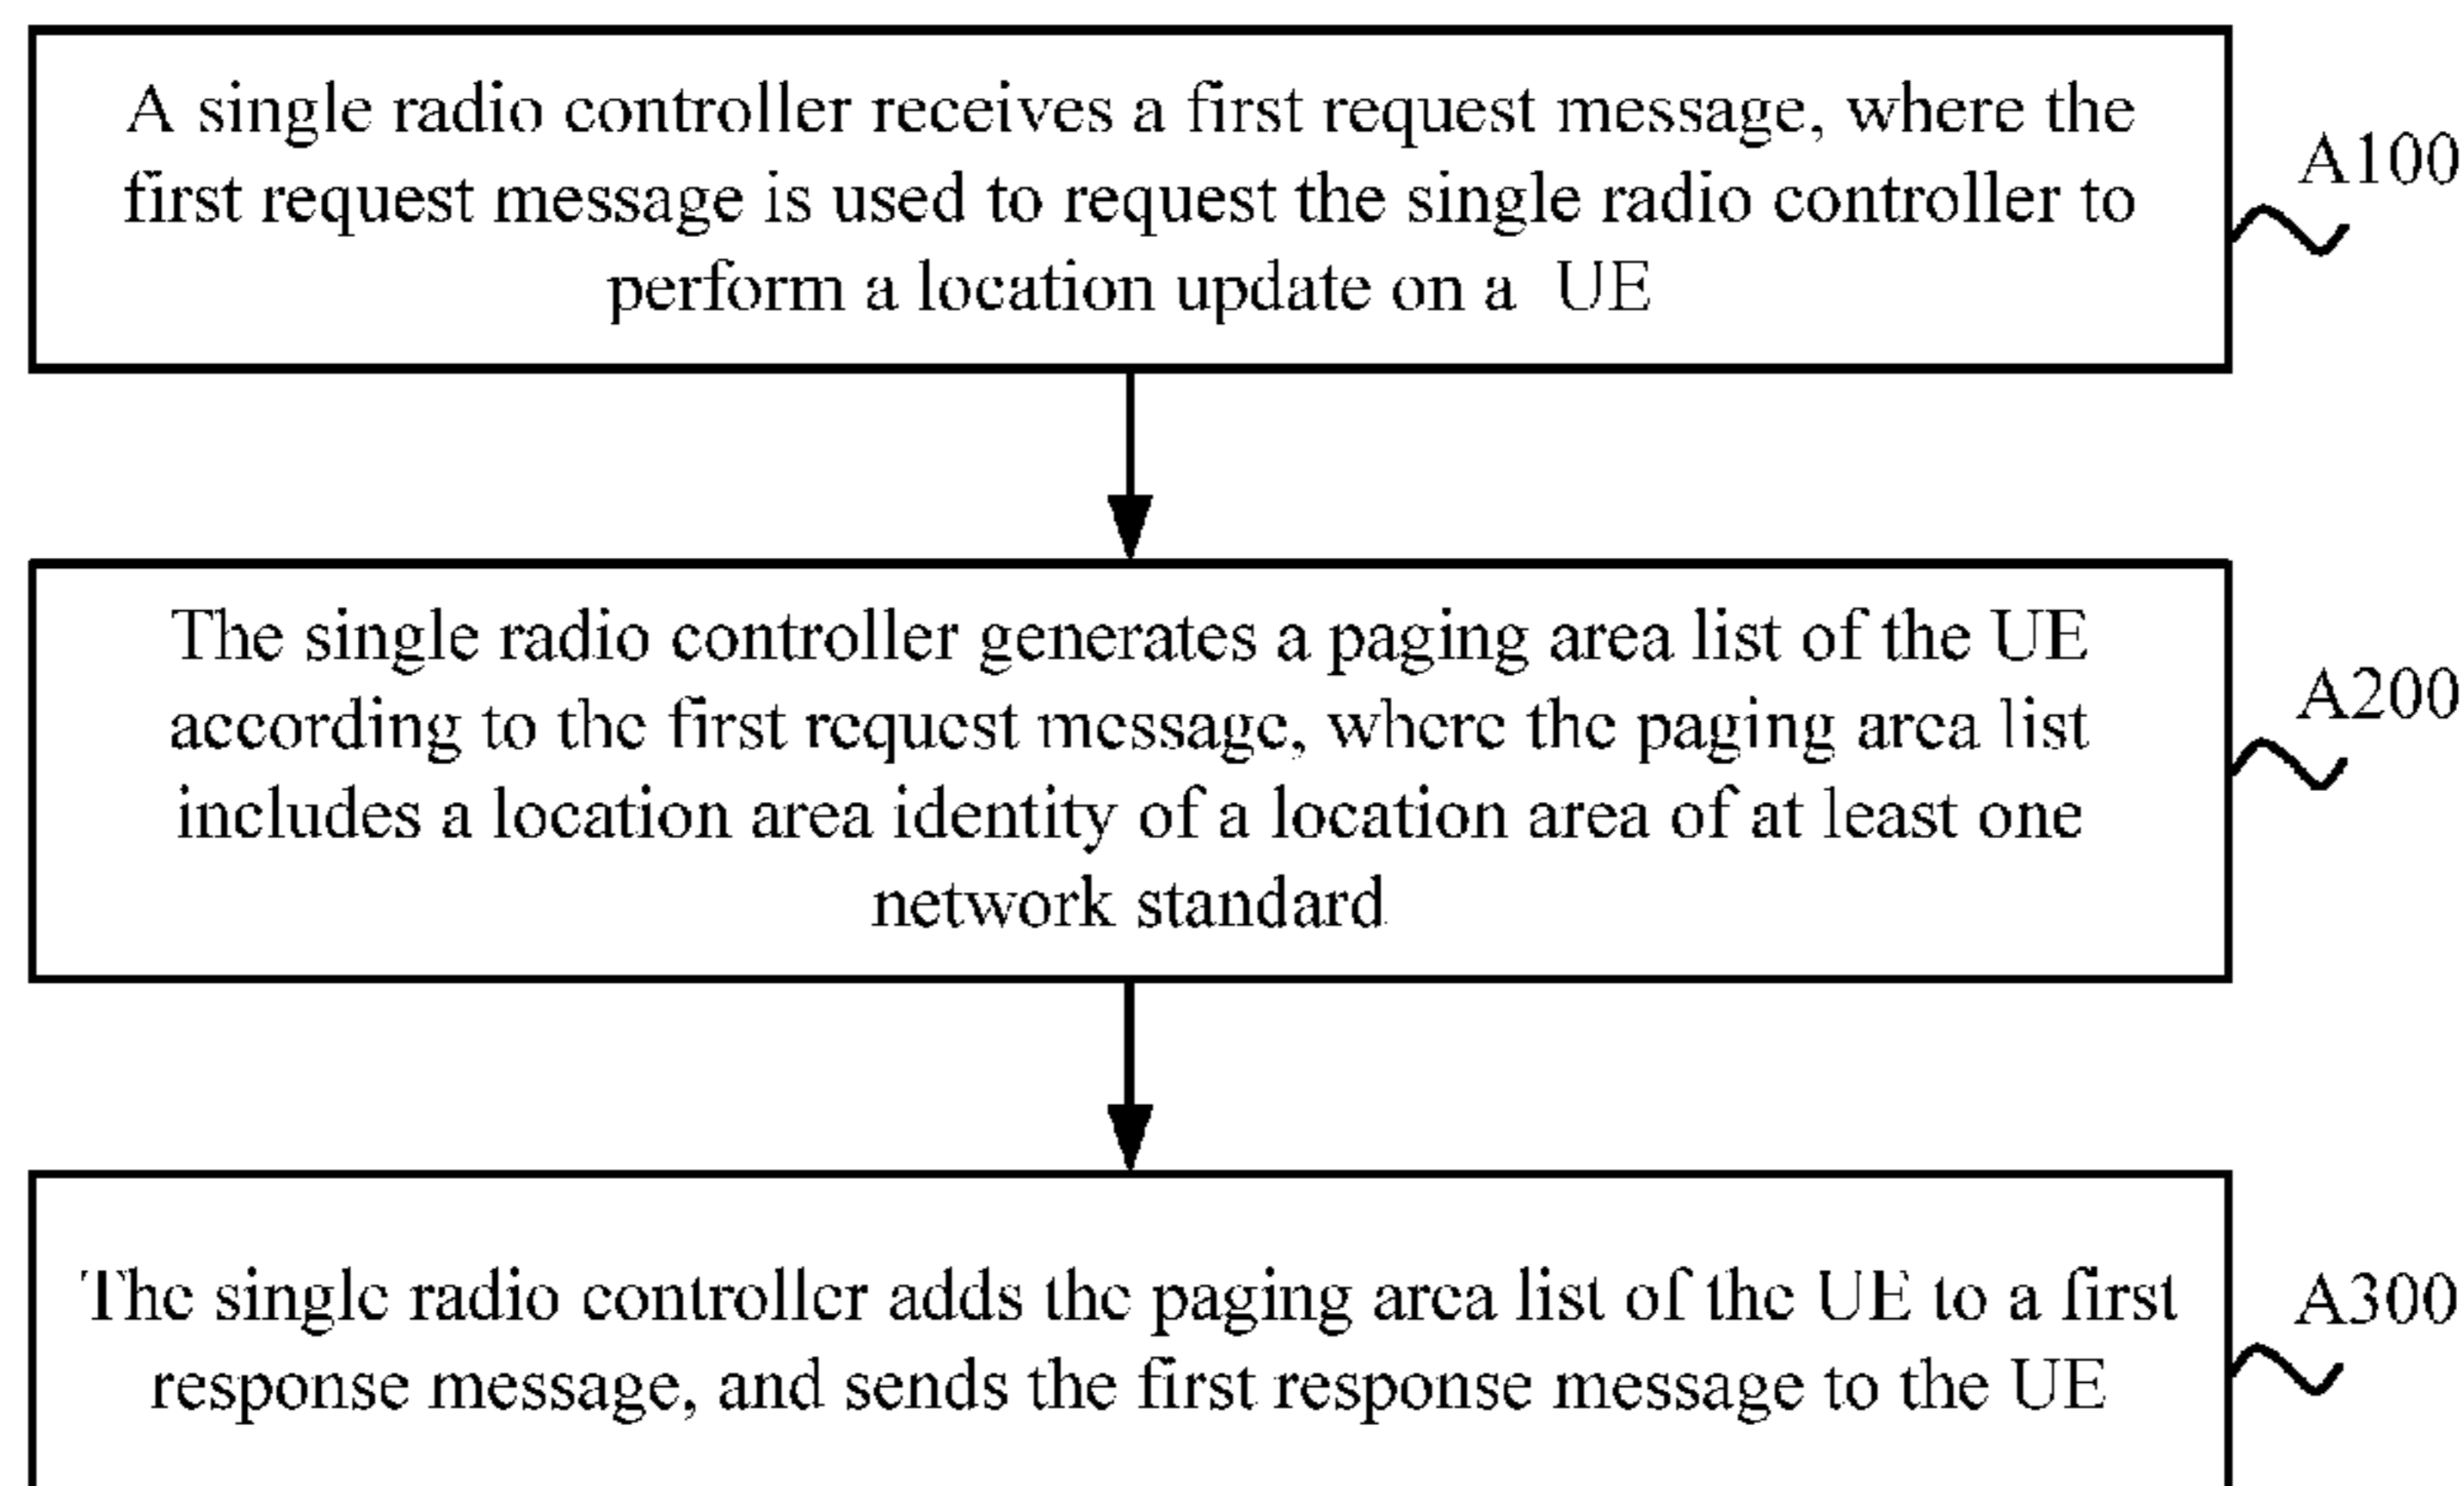 A single radio controller receives a first request message, where the
first request message is used to request the single radio controller to
perform a location update on a UE
A100
The single radio controller generates a paging area list of the UE
according to the first request message, where the paging area list
includes a location area identity of a location area of at least one
network standard
A200
The single radio controller adds the paging area list of the UE to a first
response message, and sends the first response message to the UE
A300